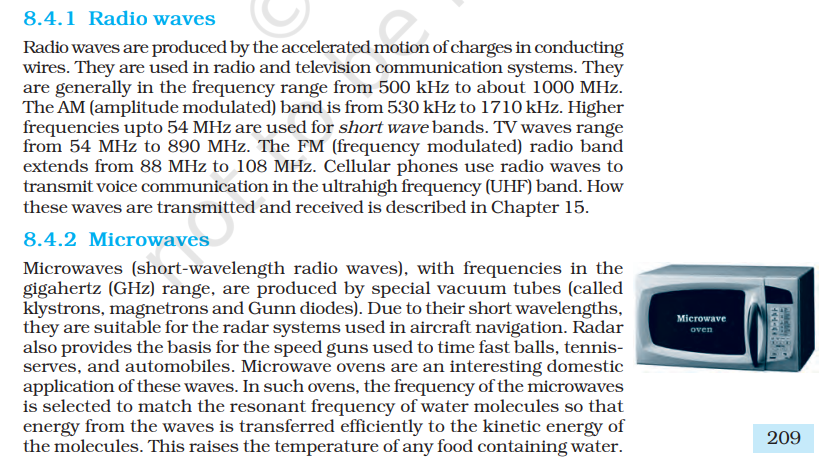 8.4.1 Radio waves
Radio waves are produced by the accelerated motion of charges in conducting
wires. They are used in radio and television communication systems. They
are generally in the frequency range from 500 kHz to about 1000 MHz.
The AM (amplitude modulated) band is from 530 kHz to 1710 kHz. Higher
frequencies upto 54 MHz are used for short wave bands. TV waves range
from 54 MHz to 890 MHz. The FM (frequency modulated) radio band
extends from 88 MHz to 108 MHz. Cellular phones use radio waves to
transmit voice communication in the ultrahigh frequency (UHF) band. How
these waves are transmitted and received is described in Chapter 15.
8.4.2 Microwaves
Microwaves (short-wavelength radio waves), with frequencies in the
gigahertz (GHz) range, are produced by special vacuum tubes (called
klystrons, magnetrons and Gunn diodes). Due to their short wavelengths,
they are suitable for the radar systems used in aircraft navigation. Radar
also provides the basis for the speed guns used to time fast balls, tennis-
serves, and automobiles. Microwave ovens are an interesting domestic
application of these waves. In such ovens, the frequency of the microwaves
is selected to match the resonant frequency of water molecules so that
energy from the waves is transferred efficiently to the kinetic energy of
the molecules. This raises the temperature of any food containing water.
Microwave
oven
209
©
not to be